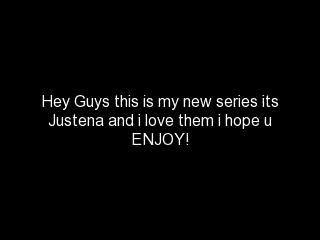 Hey Guys this is my new series its
Justena and i love them i hope u
ENJOY!